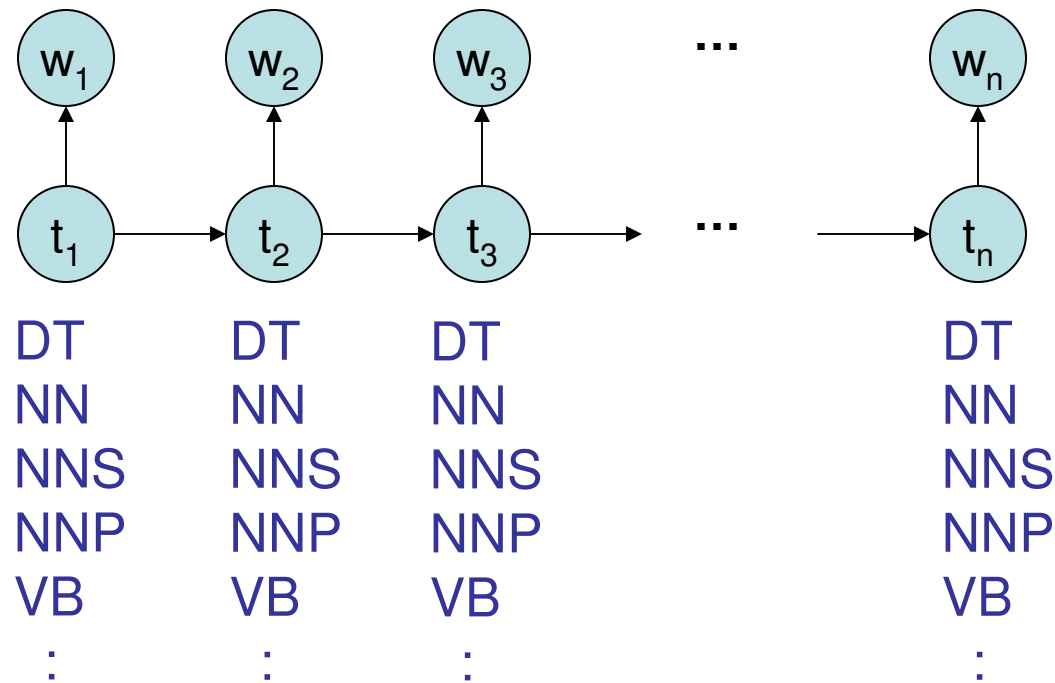 w1 w2 w3 ... wn
t1 t2 t3 ... tn
DT DT DT DT
NN NN NN NN
NNS NNS NNS NNS
NNP NNP NNP NNP
VB VB VB VB
: : : :